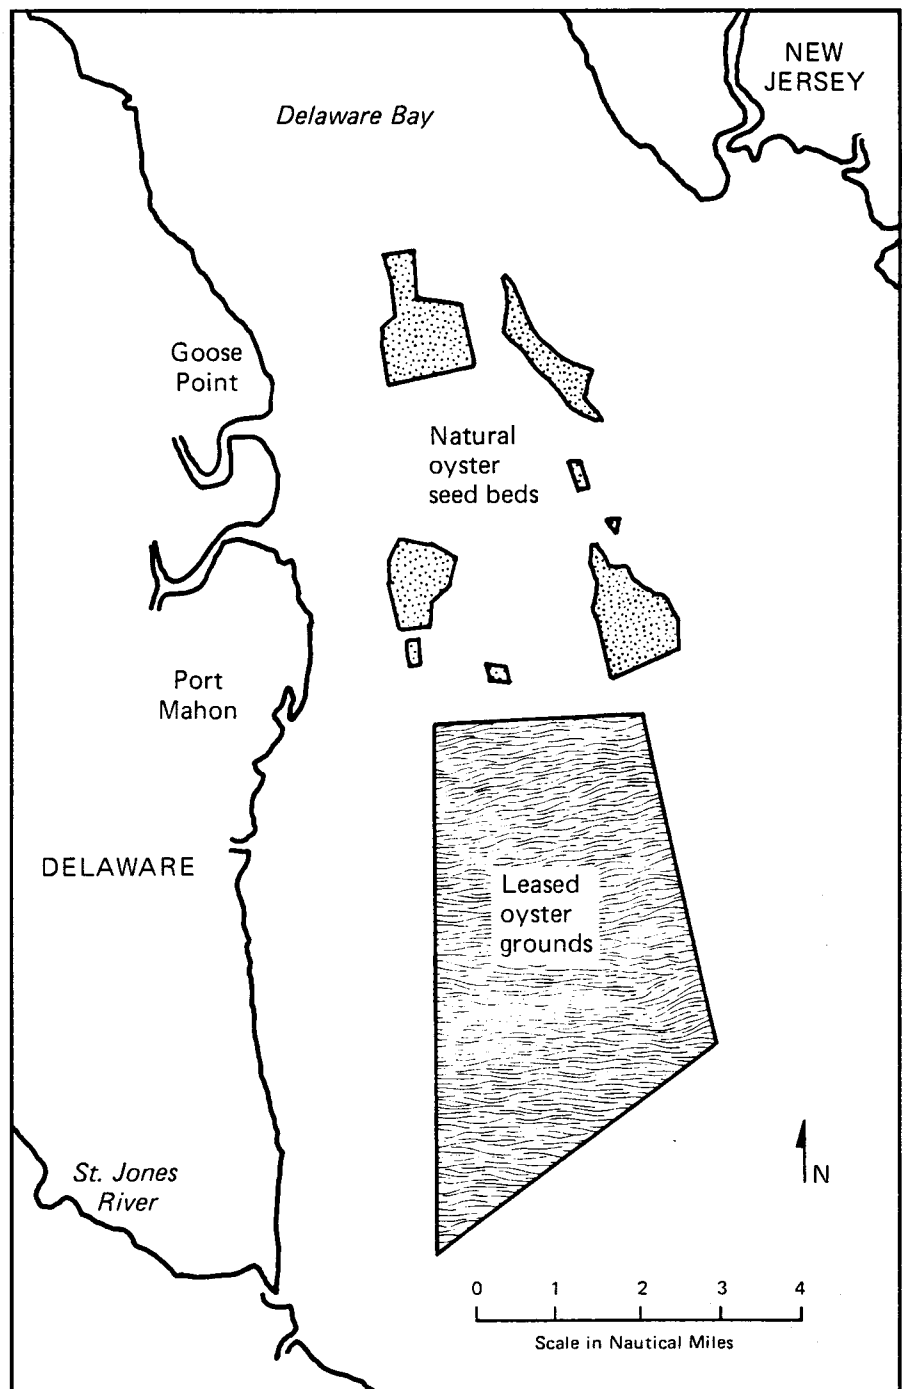 NEW
JERSEY
Delaware Bay
Goose
Point
Natural
oyster
seed beds
Port
Mahon
DELAWARE
Leased
oyster
grounds
St. Jones
River
N
0 1 2 3 4
Scale in Nautical Miles